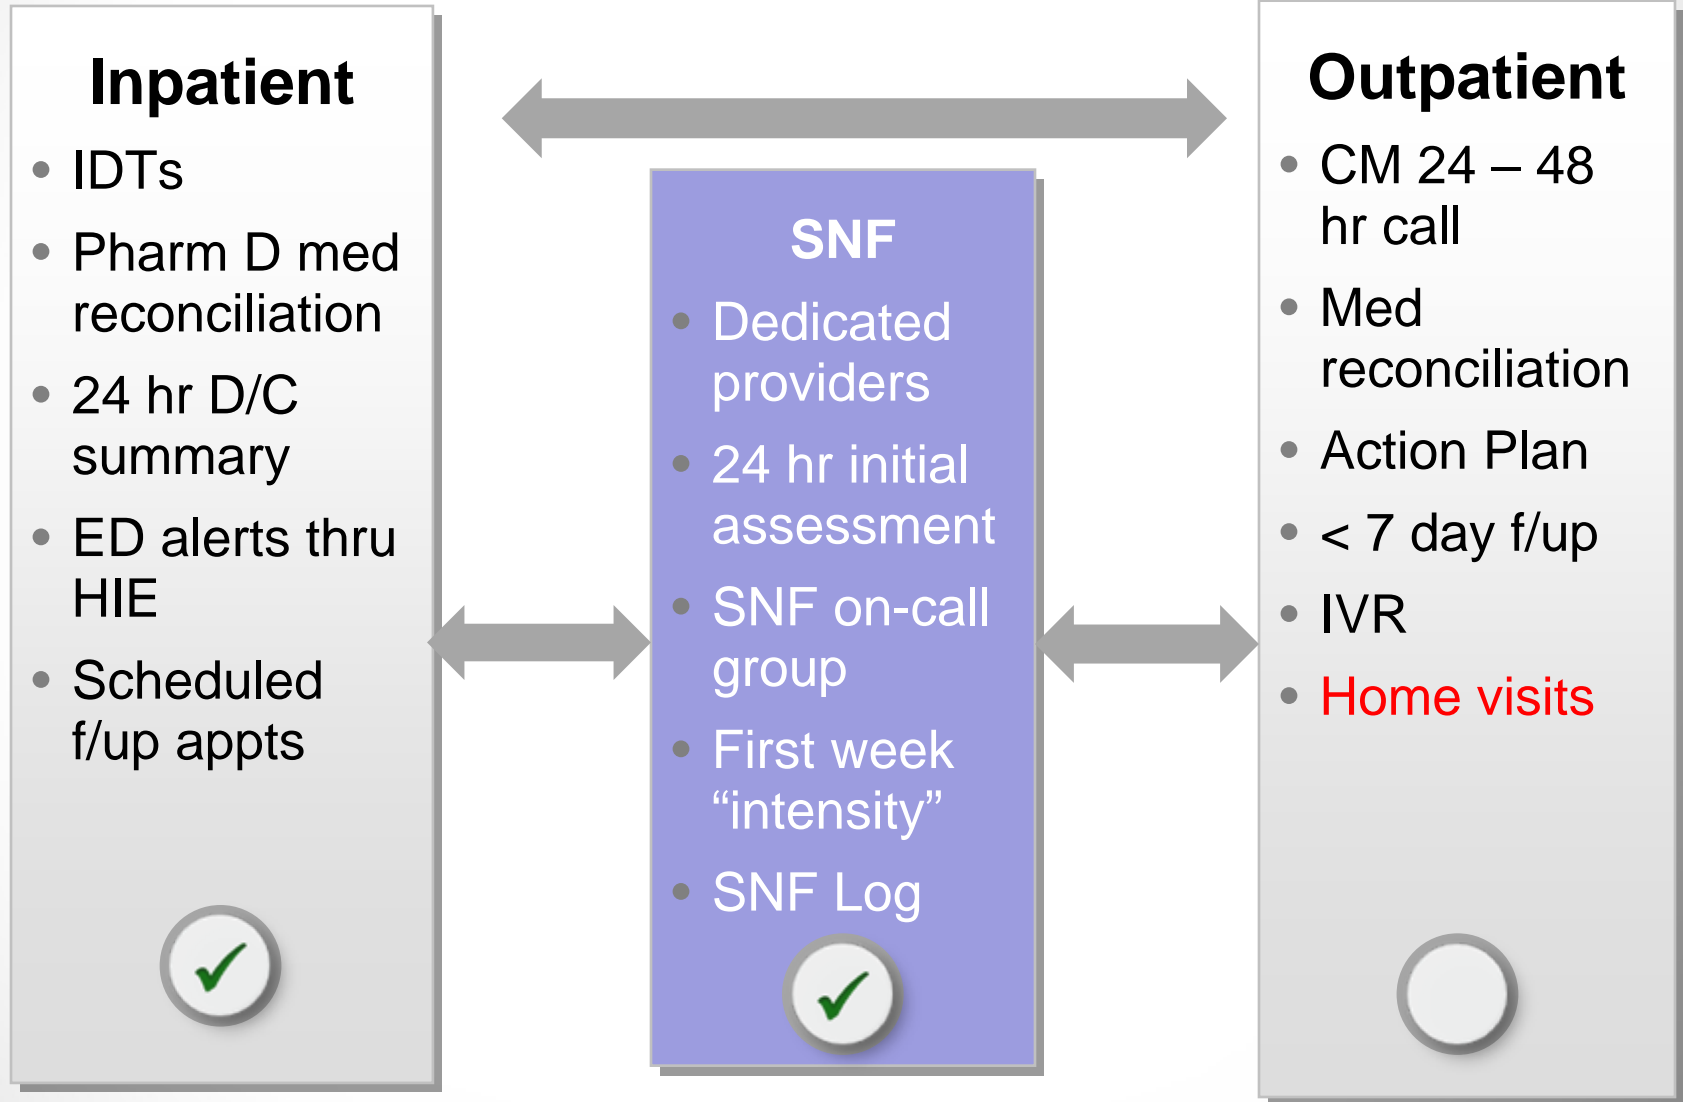 Inpatient
• IDTs
• Pharm D med
reconciliation
• 24 hr D/C
summary
• ED alerts thru
HIE
• Scheduled
f/up appts
SNF
• Dedicated
providers
• 24 hr initial
assessment
• SNF on-call
group
• First week
“intensity”
• SNF Log
Outpatient
• CM 24 – 48
hr call
• Med
reconciliation
• Action Plan
• < 7 day f/up
• IVR
• Home visits